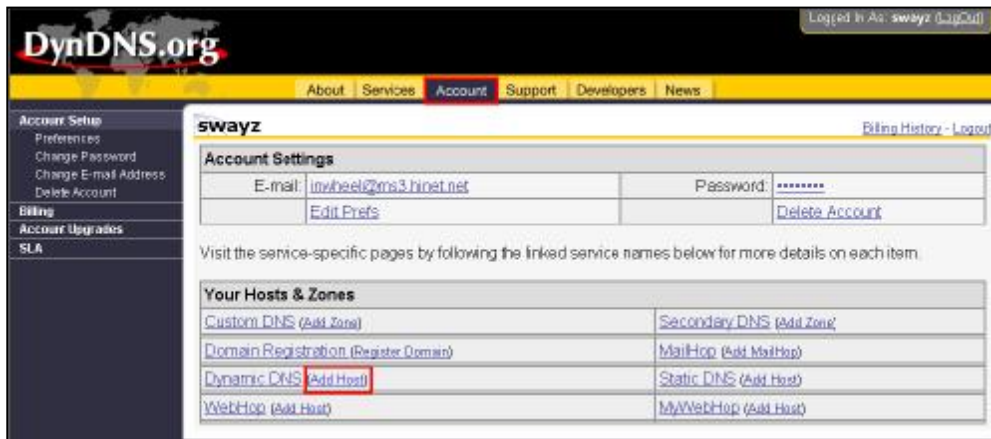 Logged In As: swayz (LogOut)
DynDNS.org
About Services Account Support Developers News
Account Setup
Preferences
Change Password
Change E-mail Address
Delete Account
Billing
Account Upgrades
SLA
swayz
Billing History - Logout
Account Settings
E-mail: inwheel@ms3.hinet.net Password: ********
Edit Prefs Delete Account
Visit the service-specific pages by following the linked service names below for more details on each item.
Your Hosts & Zones
Custom DNS (Add Zone) Secondary DNS (Add Zone)
Domain Registration (Register Domain) MailHop (Add MailHop)
Dynamic DNS (Add Host) Static DNS (Add Host)
WebHop (Add Host) MyWebHop (Add Host)